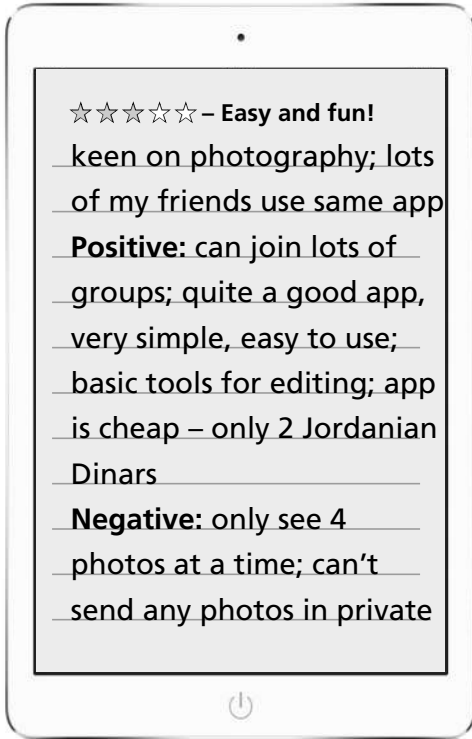 ★★★☆☆ – Easy and fun!
keen on photography; lots
of my friends use same app
Positive: can join lots of
groups; quite a good app,
very simple, easy to use;
basic tools for editing; app
is cheap – only 2 Jordanian
Dinars
Negative: only see 4
photos at a time; can’t
send any photos in private